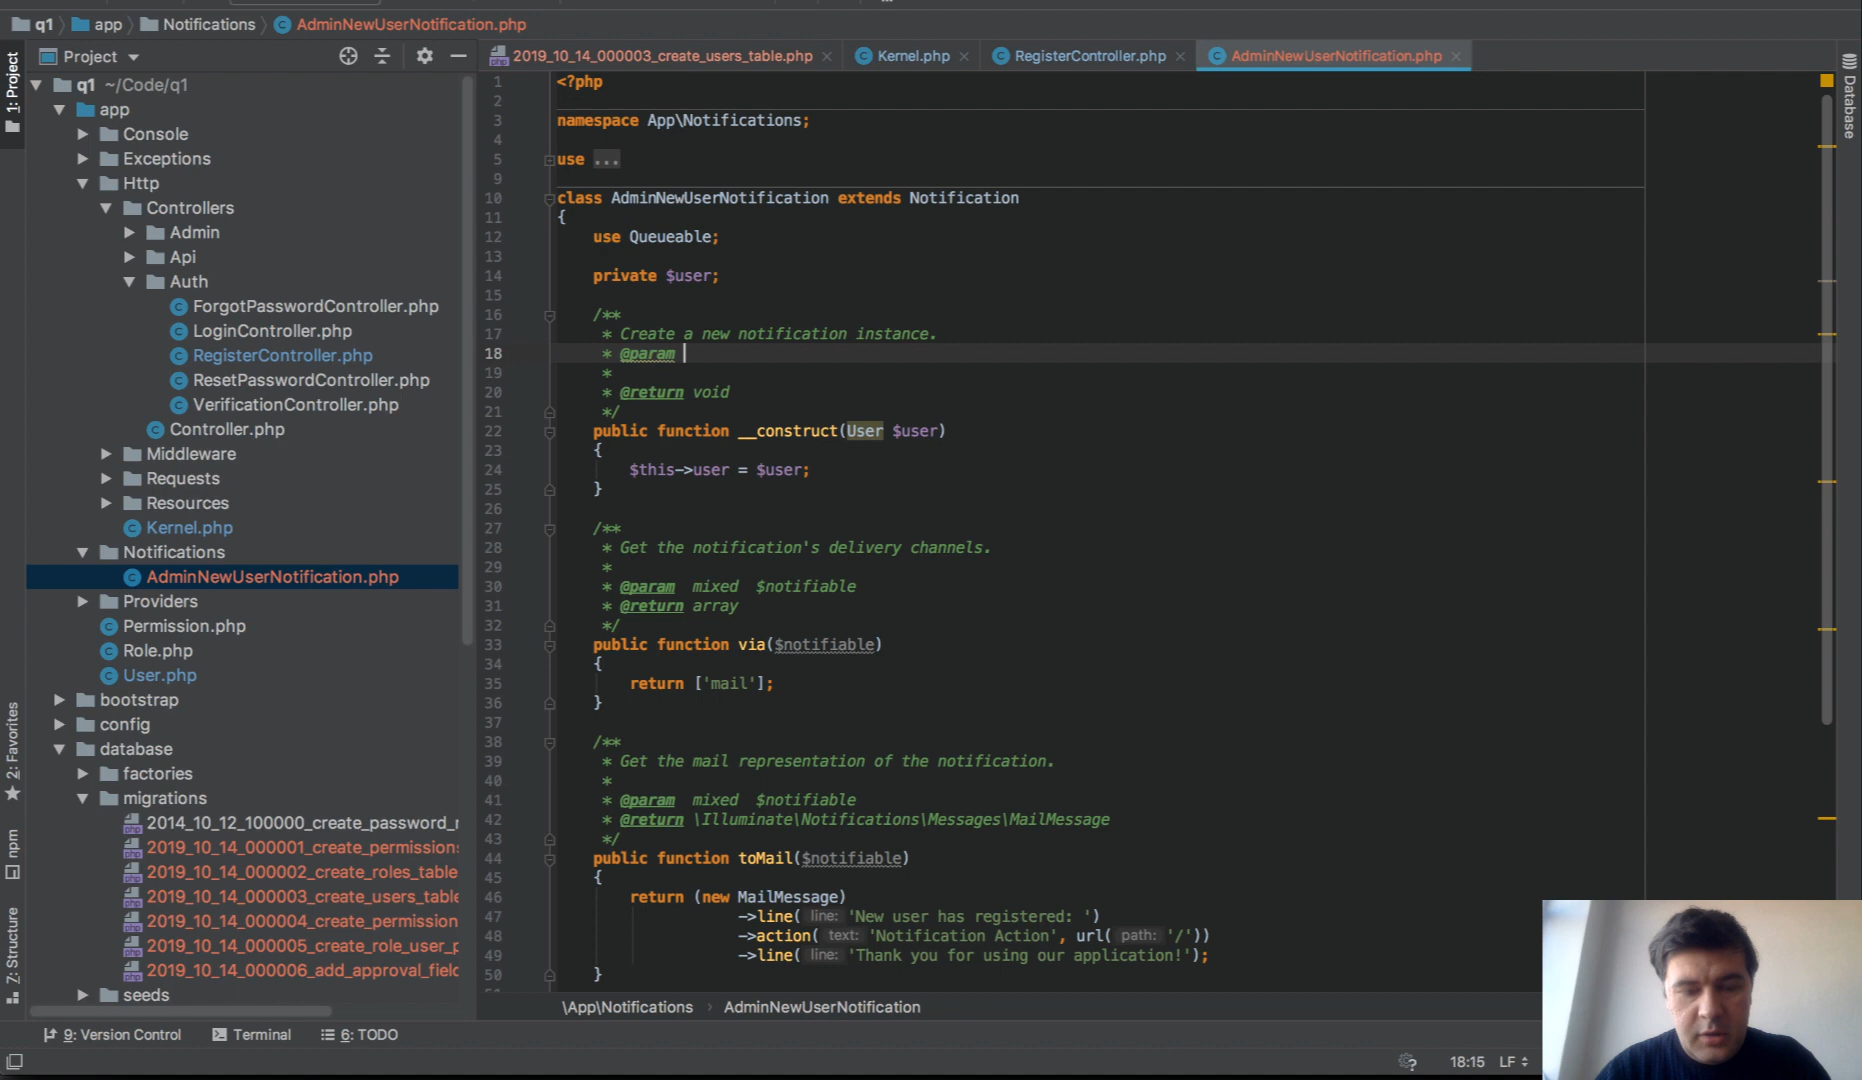 q1 app Notifications AdminNewUserNotification.php
1: Project
2: Favorites
npm
7: Structure
Project
q1 ~/Code/q1
app
Console
Exceptions
Http
Controllers
Admin
Api
Auth
ForgotPasswordController.php
LoginController.php
RegisterController.php
ResetPasswordController.php
VerificationController.php
Controller.php
Middleware
Requests
Resources
Kernel.php
Notifications
AdminNewUserNotification.php
Providers
Permission.php
Role.php
User.php
bootstrap
config
database
factories
migrations
2014_10_12_100000_create_password_r
2019_10_14_000001_create_permissions
2019_10_14_000002_create_roles_table
2019_10_14_000003_create_users_table
2019_10_14_000004_create_permission
2019_10_14_000005_create_role_user_p
2019_10_14_000006_add_approval_field
seeds
2019_10_14_000003_create_users_table.php Kernel.php RegisterController.php AdminNewUserNotification.php
1 <?php
2
3 namespace App\Notifications;
4
5 use ...
9
10 class AdminNewUserNotification extends Notification
11 {
12 use Queueable;
13
14 private $user;
15
16 /**
17 * Create a new notification instance.
18 * @param
19 *
20 * @return void
21 */
22 public function __construct(User $user)
23 {
24 $this->user = $user;
25 }
26
27 /**
28 * Get the notification's delivery channels.
29 *
30 * @param mixed $notifiable
31 * @return array
32 */
33 public function via($notifiable)
34 {
35 return ['mail'];
36 }
37
38 /**
39 * Get the mail representation of the notification.
40 *
41 * @param mixed $notifiable
42 * @return \Illuminate\Notifications\Messages\MailMessage
43 */
44 public function toMail($notifiable)
45 {
46 return (new MailMessage)
47 ->line( line: 'New user has registered: ')
48 ->action( text: 'Notification Action', url( path: '/'))
49 ->line( line: 'Thank you for using our application!');
50 }
\App\Notifications › AdminNewUserNotification
Database
9: Version Control Terminal 6: TODO
18:15 LF